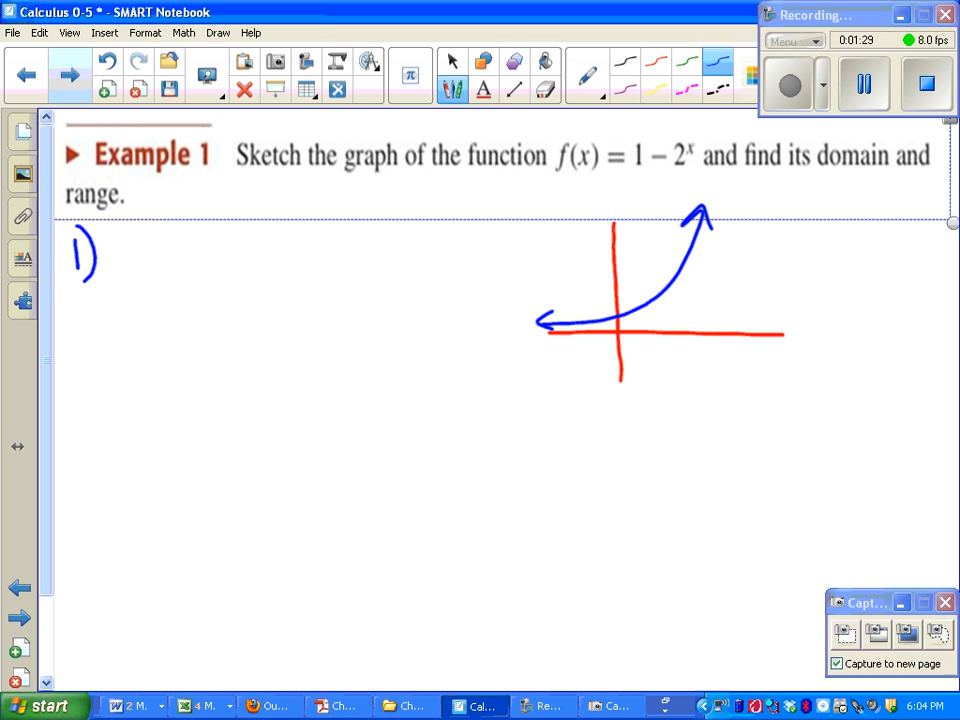 Calculus 0-5 * - SMART Notebook
File Edit View Insert Format Math Draw Help
Recording...
Menu
0:01:29
8.0 fps
Example 1 Sketch the graph of the function f(x) = 1 − 2ˣ and find its domain and
range.
1)
Capt...
Capture to new page
start
2 M.
4 M.
Ou...
Ch...
Ch...
Cal...
Re...
Ca...
6:04 PM